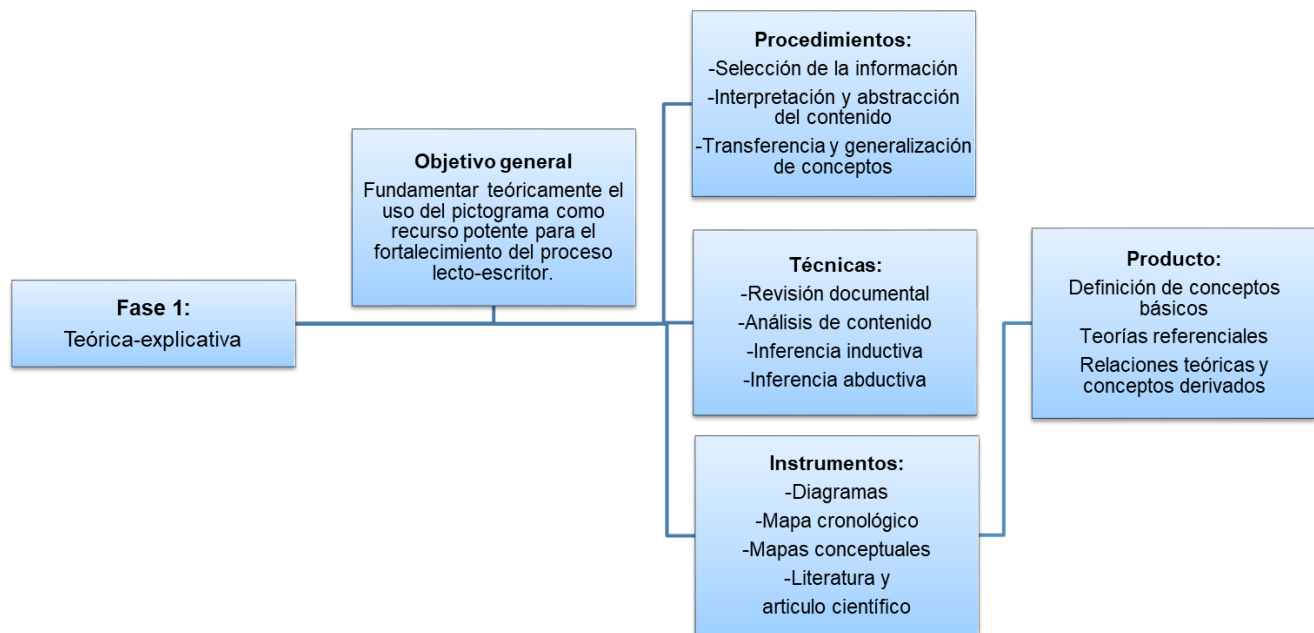 Fase 1:
Teórica-explicativa
Objetivo general
Fundamentar teóricamente el
uso del pictograma como
recurso potente para el
fortalecimiento del proceso
lecto-escritor.
Procedimientos:
-Selección de la información
-Interpretación y abstracción
del contenido
-Transferencia y generalización
de conceptos
Técnicas:
-Revisión documental
-Análisis de contenido
-Inferencia inductiva
-Inferencia abductiva
Instrumentos:
-Diagramas
-Mapa cronológico
-Mapas conceptuales
-Literatura y
articulo científico
Producto:
Definición de conceptos
básicos
Teorías referenciales
Relaciones teóricas y
conceptos derivados